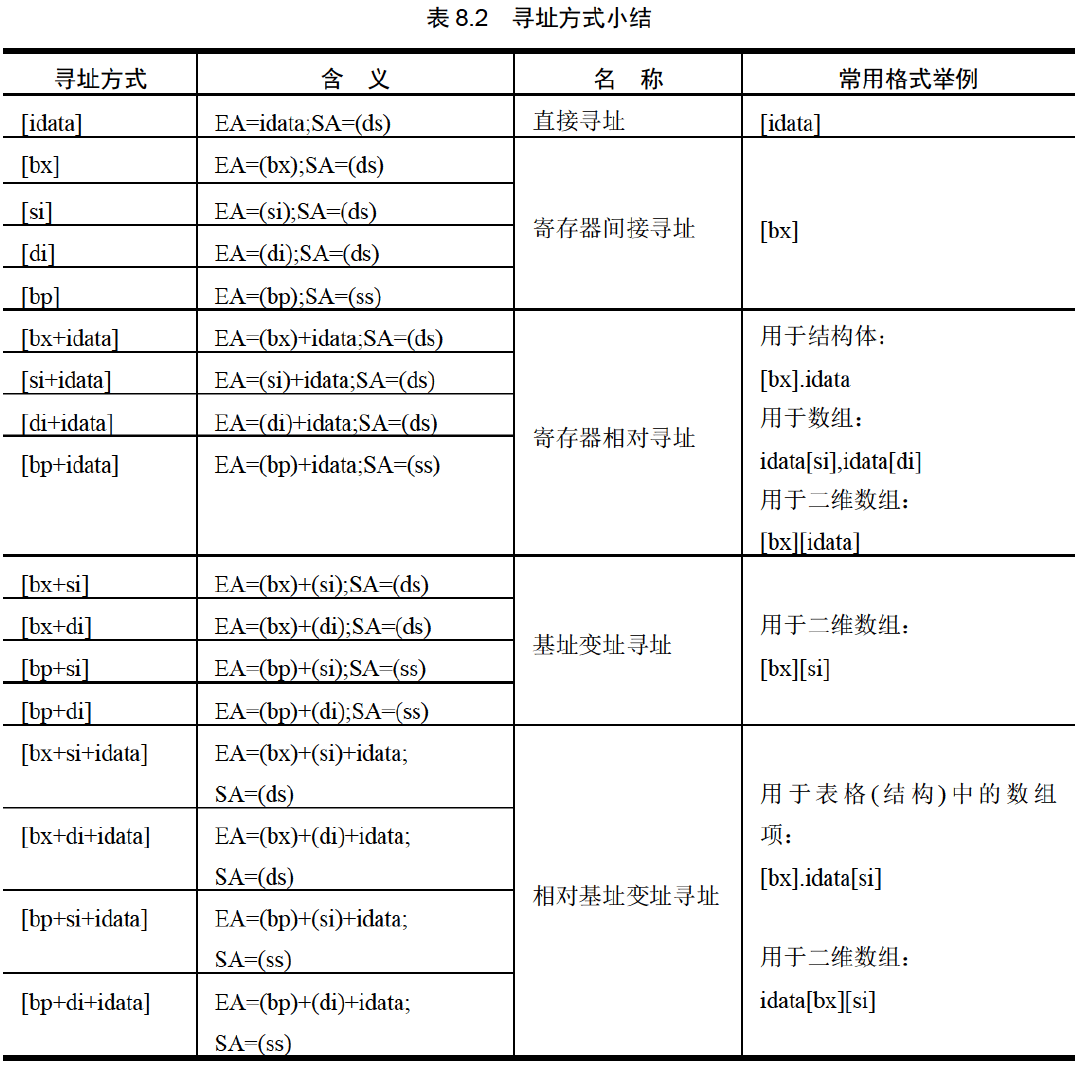 表 8.2 寻址方式小结
寻址方式 含 义 名 称 常用格式举例
[idata] EA=idata;SA=(ds) 直接寻址 [idata]
[bx] EA=(bx);SA=(ds)
[si] EA=(si);SA=(ds)
寄存器间接寻址 [bx]
[di] EA=(di);SA=(ds)
[bp] EA=(bp);SA=(ss)
[bx+idata] EA=(bx)+idata;SA=(ds) 用于结构体：
[si+idata] EA=(si)+idata;SA=(ds) [bx].idata
[di+idata] EA=(di)+idata;SA=(ds) 用于数组：
寄存器相对寻址
[bp+idata] EA=(bp)+idata;SA=(ss) idata[si],idata[di]
用于二维数组：
[bx][idata]
[bx+si] EA=(bx)+(si);SA=(ds)
[bx+di] EA=(bx)+(di);SA=(ds) 用于二维数组：
基址变址寻址
[bp+si] EA=(bp)+(si);SA=(ss) [bx][si]
[bp+di] EA=(bp)+(di);SA=(ss)
[bx+si+idata] EA=(bx)+(si)+idata;
SA=(ds) 用于表格(结构)中的数组
[bx+di+idata] EA=(bx)+(di)+idata; 项：
SA=(ds) [bx].idata[si]
相对基址变址寻址
[bp+si+idata] EA=(bp)+(si)+idata;
SA=(ss) 用于二维数组：
[bp+di+idata] EA=(bp)+(di)+idata; idata[bx][si]
SA=(ss)